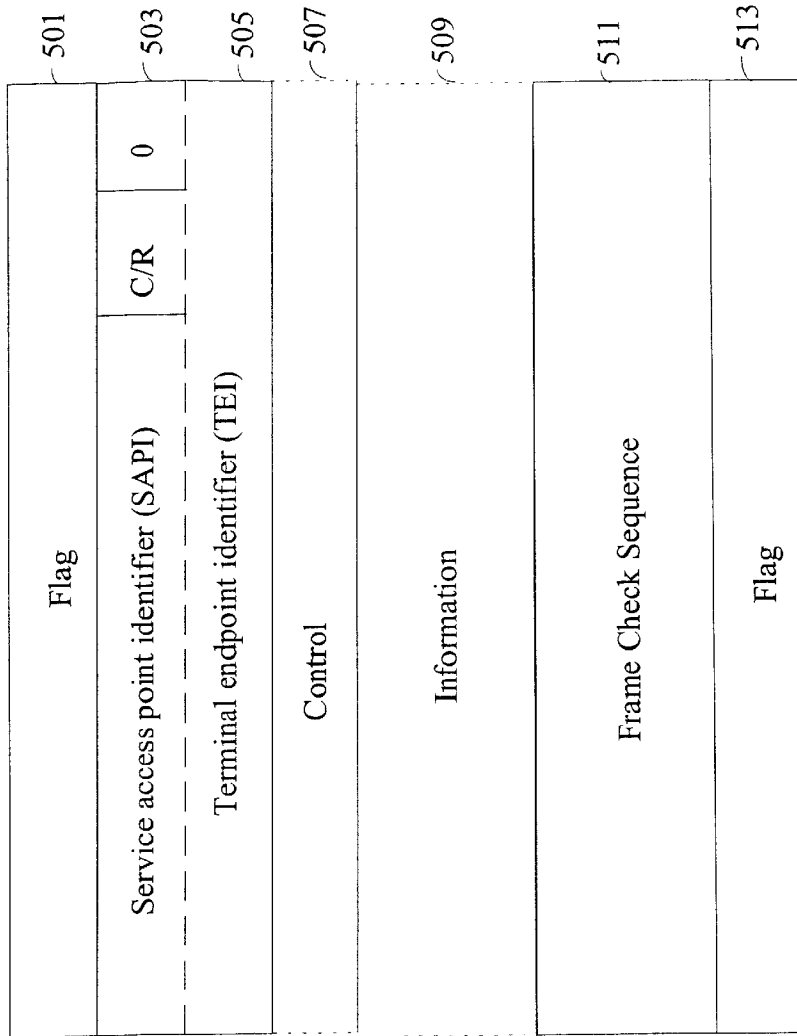 Flag 501
Service access point identifier (SAPI) C/R 0 503
Terminal endpoint identifier (TEI) 505
Control 507
Information 509
Frame Check Sequence 511
Flag 513